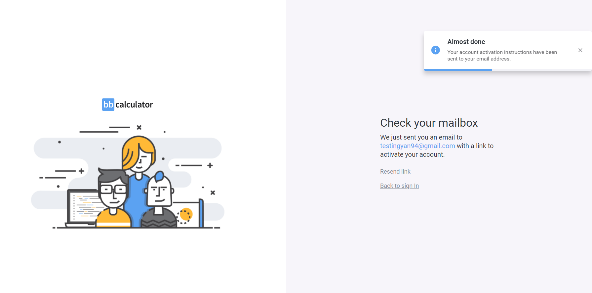 bb calculator
Almost done
Your account activation instructions have been
sent to your email address
Check your mailbox
We just sent you an email to
testingyan94@gmail.com with a link to
activate your account.
Resend link
Back to sign in